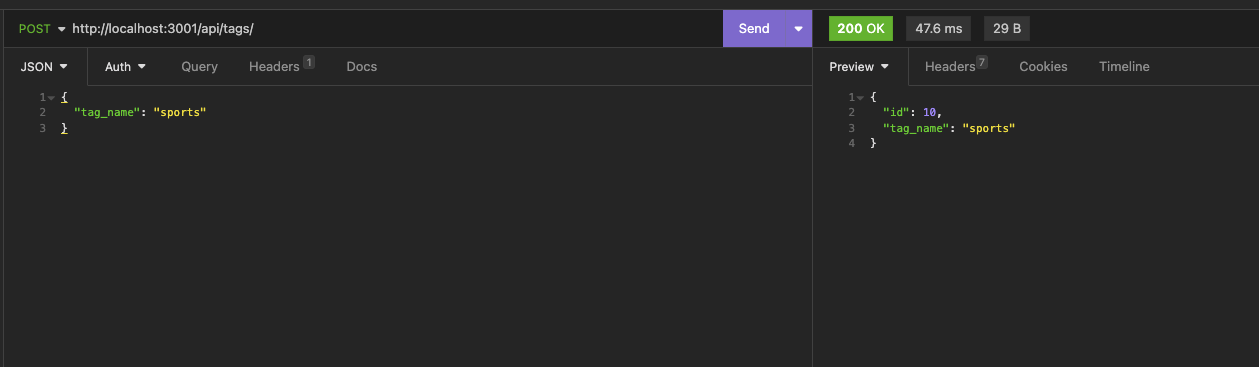 POST http://localhost:3001/api/tags/ Send 200 OK 47.6 ms 29 B
JSON Auth Query Headers 1 Docs Preview Headers 7 Cookies Timeline
1 {
2 "tag_name": "sports"
3 }
1 {
2 "id": 10,
3 "tag_name": "sports"
4 }